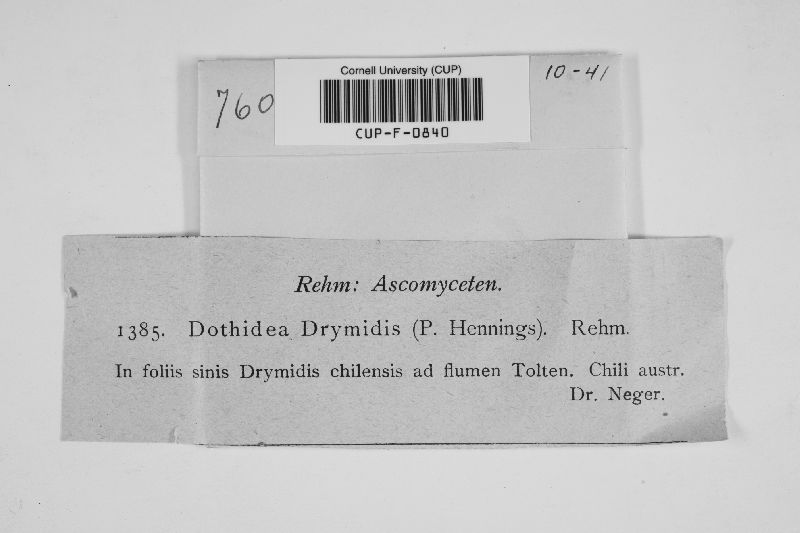 760
Cornell University (CUP)
CUP-F-0840
10-41
Rehm: Ascomyceten.
1385. Dothidea Drymidis (P. Hennings). Rehm.
In foliis sinis Drymidis chilensis ad flumen Tolten. Chili austr.
Dr. Neger.